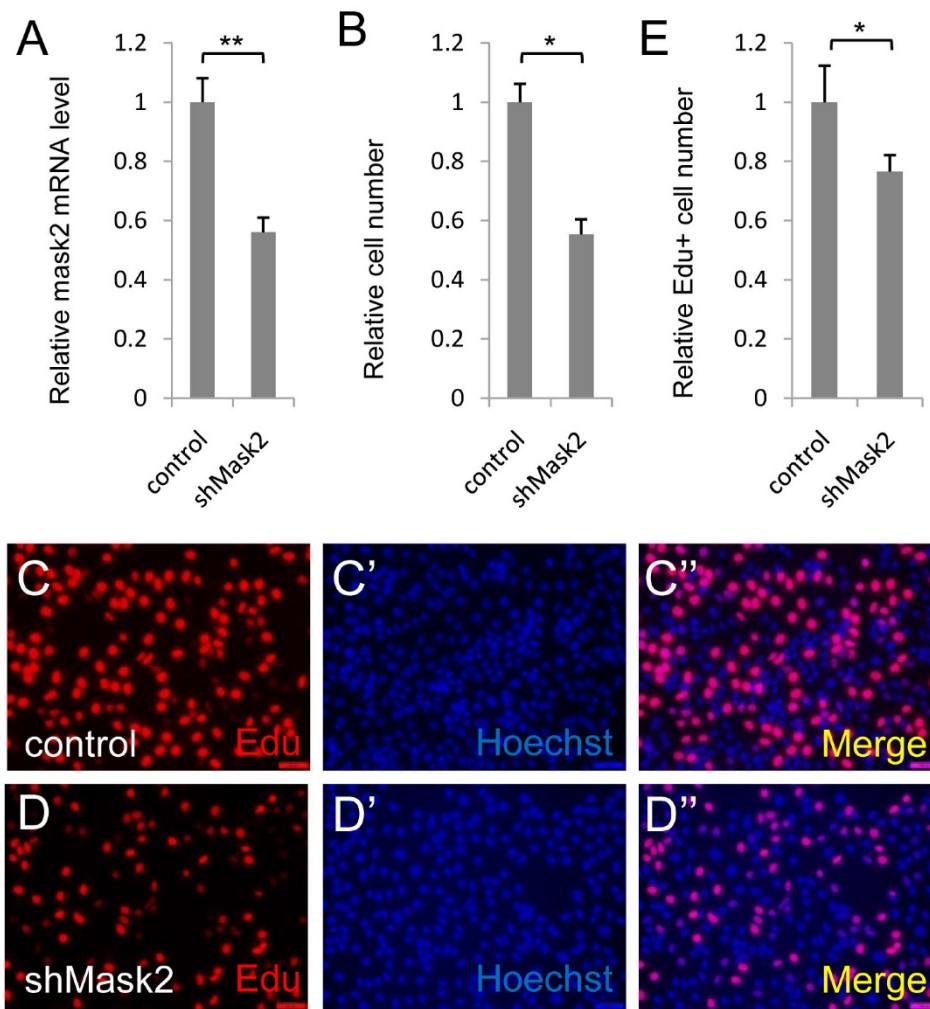 A
Relative mask2 mRNA level
1.2
1
0.8
0.6
0.4
0.2
0
**
control
shMask2
B
Relative cell number
1.2
1
0.8
0.6
0.4
0.2
0
*
control
shMask2
E
Relative Edu+ cell number
1.2
1
0.8
0.6
0.4
0.2
0
*
control
shMask2
C
control
Edu
C'
Hoechst
C''
Merge
D
shMask2
Edu
D'
Hoechst
D''
Merge